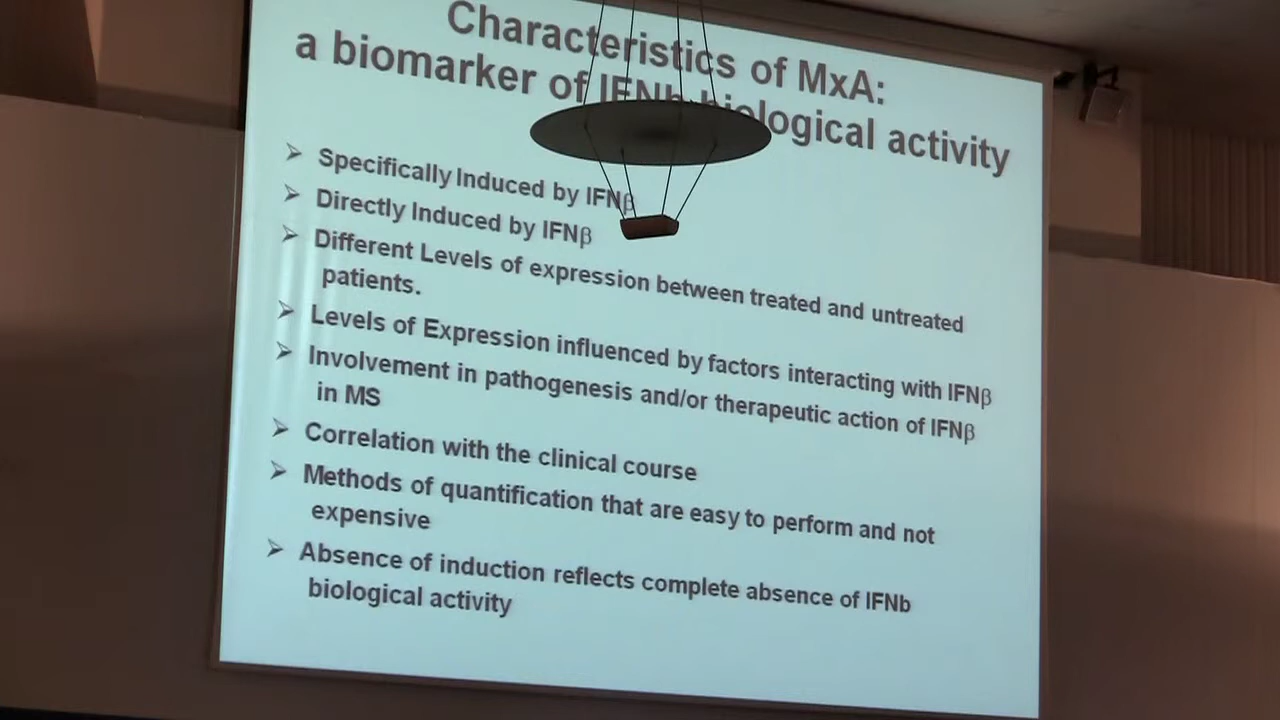 Characteristics of MxA:
a biomarker of IFNb biological activity
➢ Specifically Induced by IFNβ
➢ Directly Induced by IFNβ
➢ Different Levels of expression between treated and untreated
patients.
➢ Levels of Expression influenced by factors interacting with IFNβ
➢ Involvement in pathogenesis and/or therapeutic action of IFNβ
in MS
➢ Correlation with the clinical course
➢ Methods of quantification that are easy to perform and not
expensive
➢ Absence of induction reflects complete absence of IFNb
biological activity